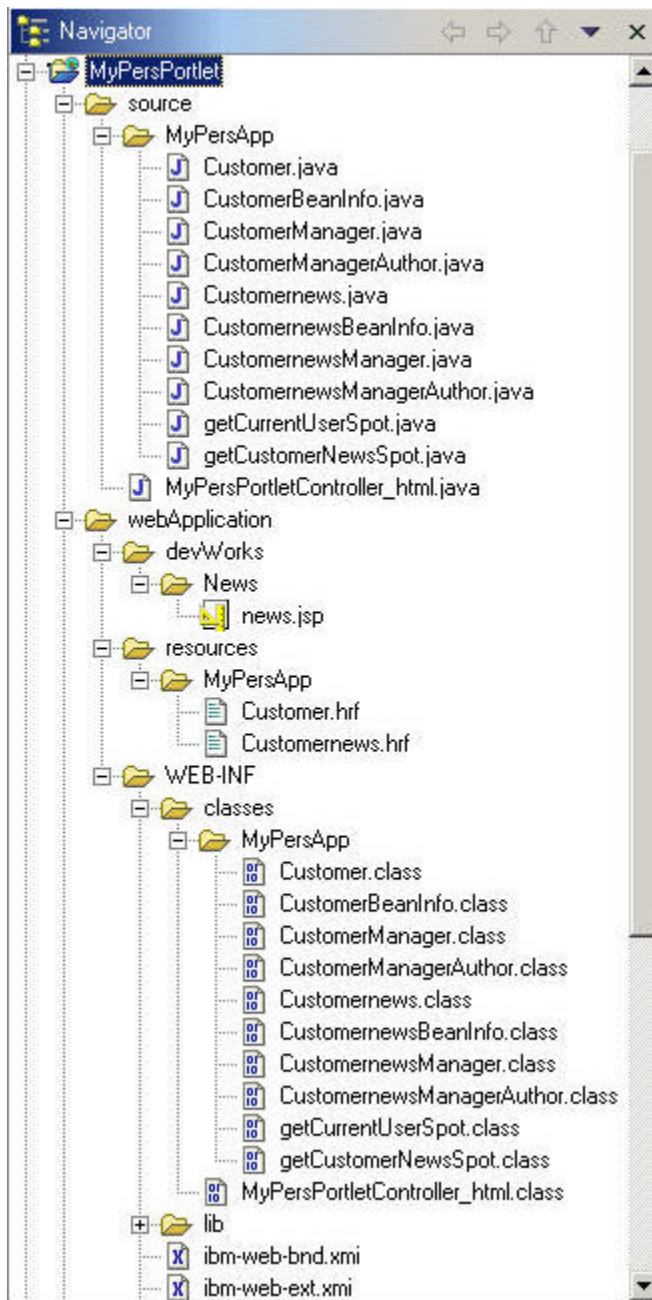 Navigator
MyPersPortlet
source
MyPersApp
Customer.java
CustomerBeanInfo.java
CustomerManager.java
CustomerManagerAuthor.java
Customernews.java
CustomernewsBeanInfo.java
CustomernewsManager.java
CustomernewsManagerAuthor.java
getCurrentUserSpot.java
getCustomerNewsSpot.java
MyPersPortletController_html.java
webApplication
devWorks
News
news.jsp
resources
MyPersApp
Customer.hrf
Customernews.hrf
WEB-INF
classes
MyPersApp
Customer.class
CustomerBeanInfo.class
CustomerManager.class
CustomerManagerAuthor.class
Customernews.class
CustomernewsBeanInfo.class
CustomernewsManager.class
CustomernewsManagerAuthor.class
getCurrentUserSpot.class
getCustomerNewsSpot.class
MyPersPortletController_html.class
lib
ibm-web-bnd.xmi
ibm-web-ext.xmi